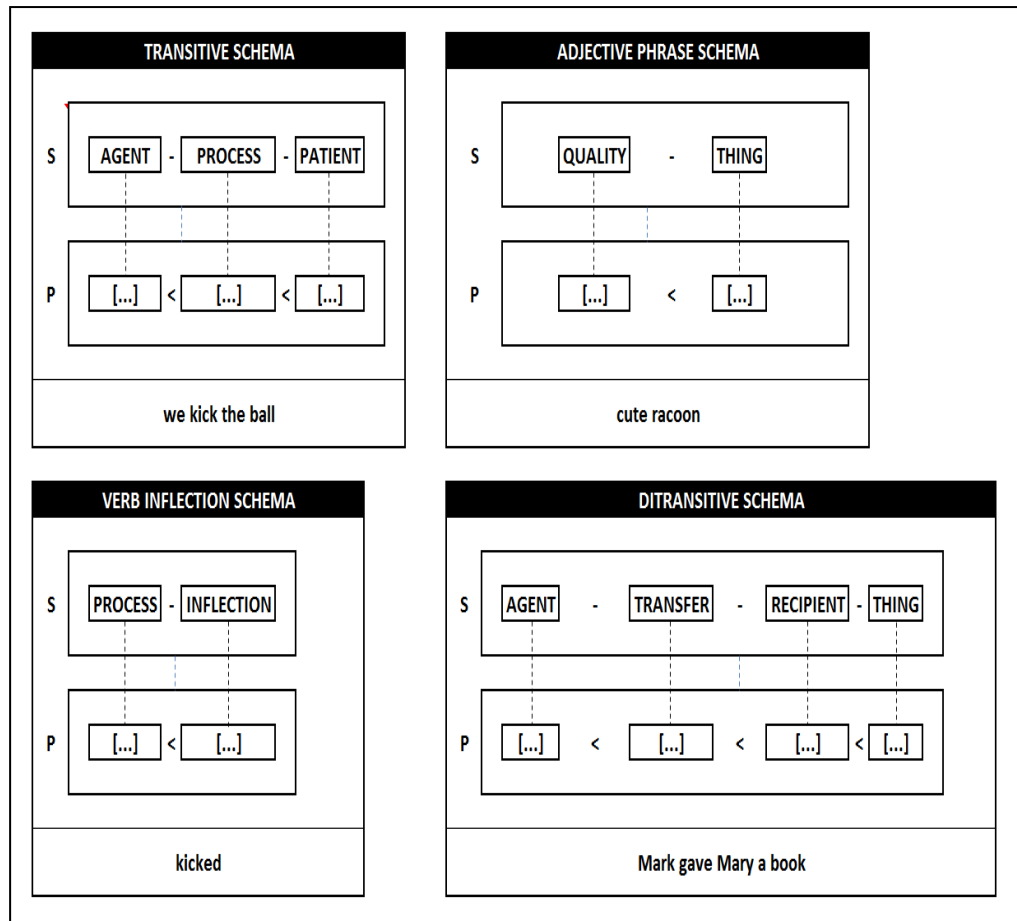 TRANSITIVE SCHEMA
S AGENT - PROCESS - PATIENT
P [...] < [...] < [...]
we kick the ball
ADJECTIVE PHRASE SCHEMA
S QUALITY - THING
P [...] < [...]
cute racoon
VERB INFLECTION SCHEMA
S PROCESS - INFLECTION
P [...] < [...]
kicked
DITRANSITIVE SCHEMA
S AGENT - TRANSFER - RECIPIENT - THING
P [...] < [...] < [...] < [...]
Mark gave Mary a book